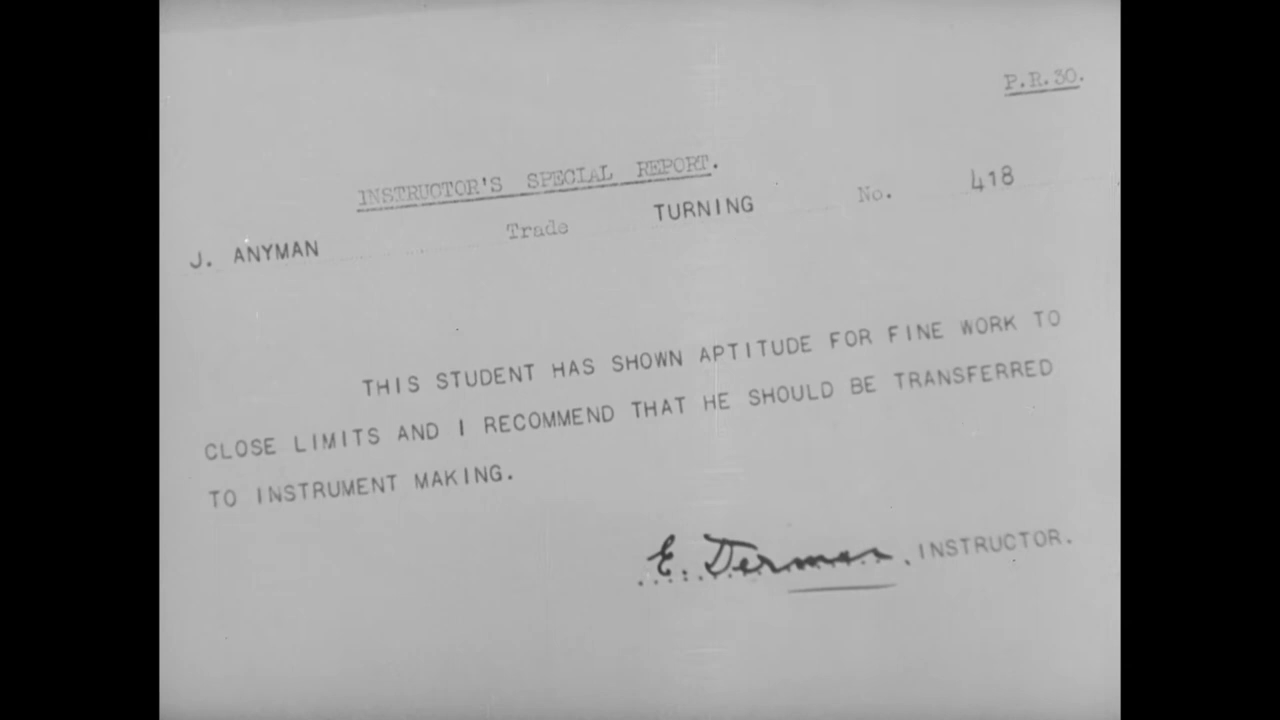 P.R.30.
INSTRUCTOR'S SPECIAL REPORT.
J. ANYMAN Trade TURNING No. 418
THIS STUDENT HAS SHOWN APTITUDE FOR FINE WORK TO
CLOSE LIMITS AND I RECOMMEND THAT HE SHOULD BE TRANSFERRED
TO INSTRUMENT MAKING.
E. Derman. INSTRUCTOR.